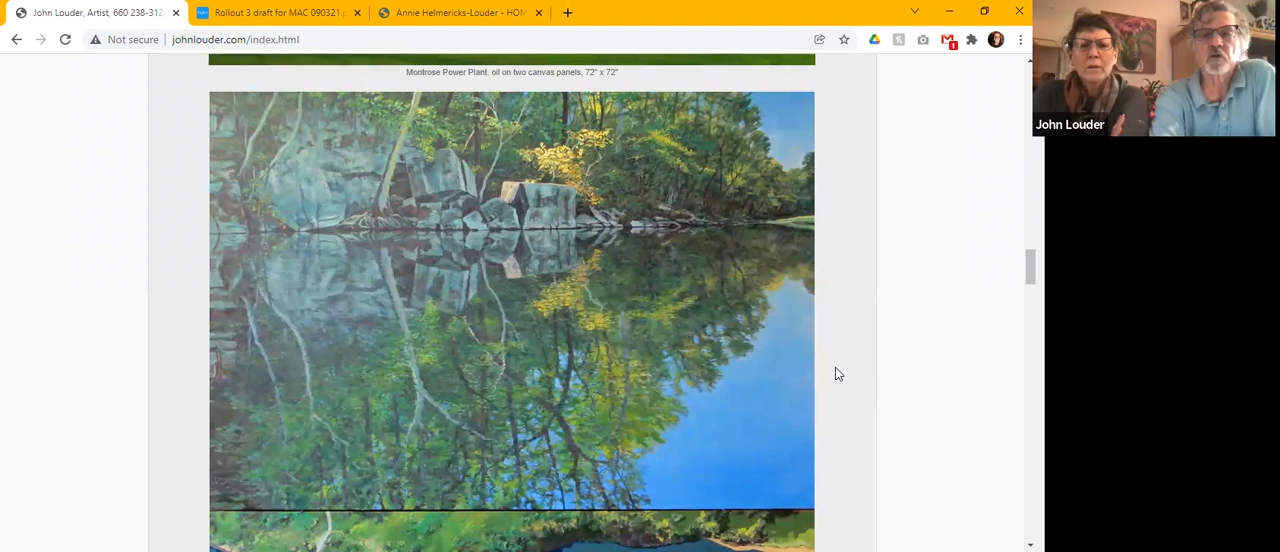 John Louder, Artist, 660 238-312
Rollout 3 draft for MAC 090321.
Annie Helmericks-Louder - HOM
Not secure
johnlouder.com/index.html
1
John Louder
Montrose Power Plant, oil on two canvas panels, 72" x 72"